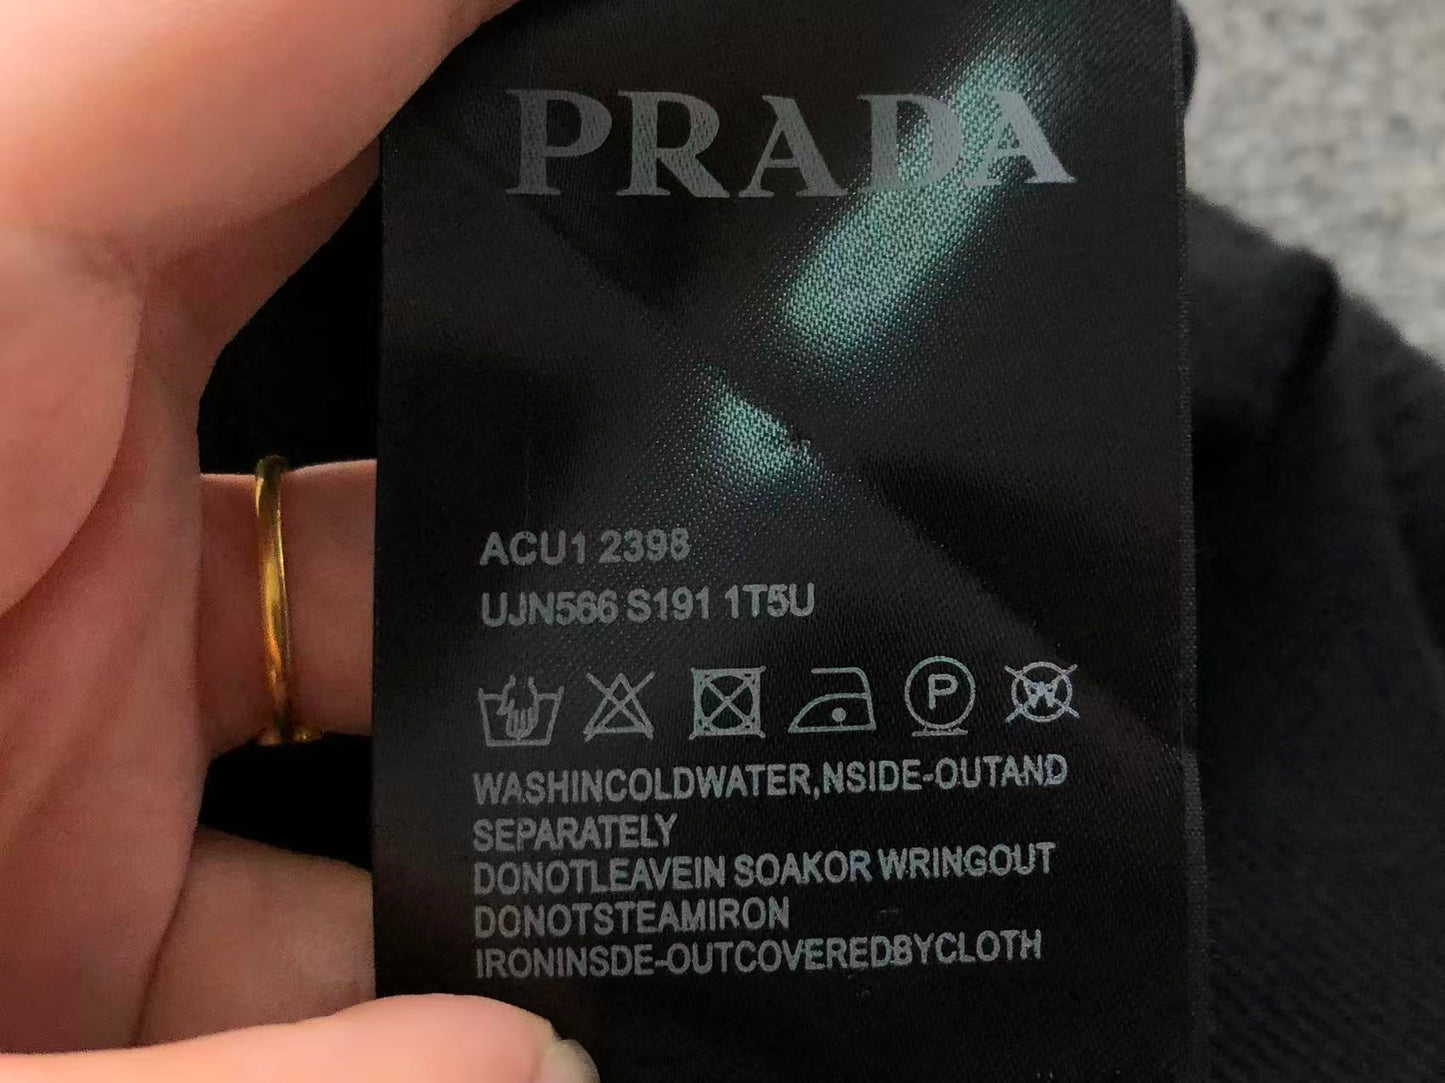 PRADA
ACU1 2398
UJN566 S191 1T5U
P
WASHINCOLDWATER,NSIDE-OUTAND
SEPARATELY
DONOTLEAVEIN SOAKOR WRINGOUT
DONOTSTEAMIRON
IRONINSDE-OUTCOVEREDBYCLOTH